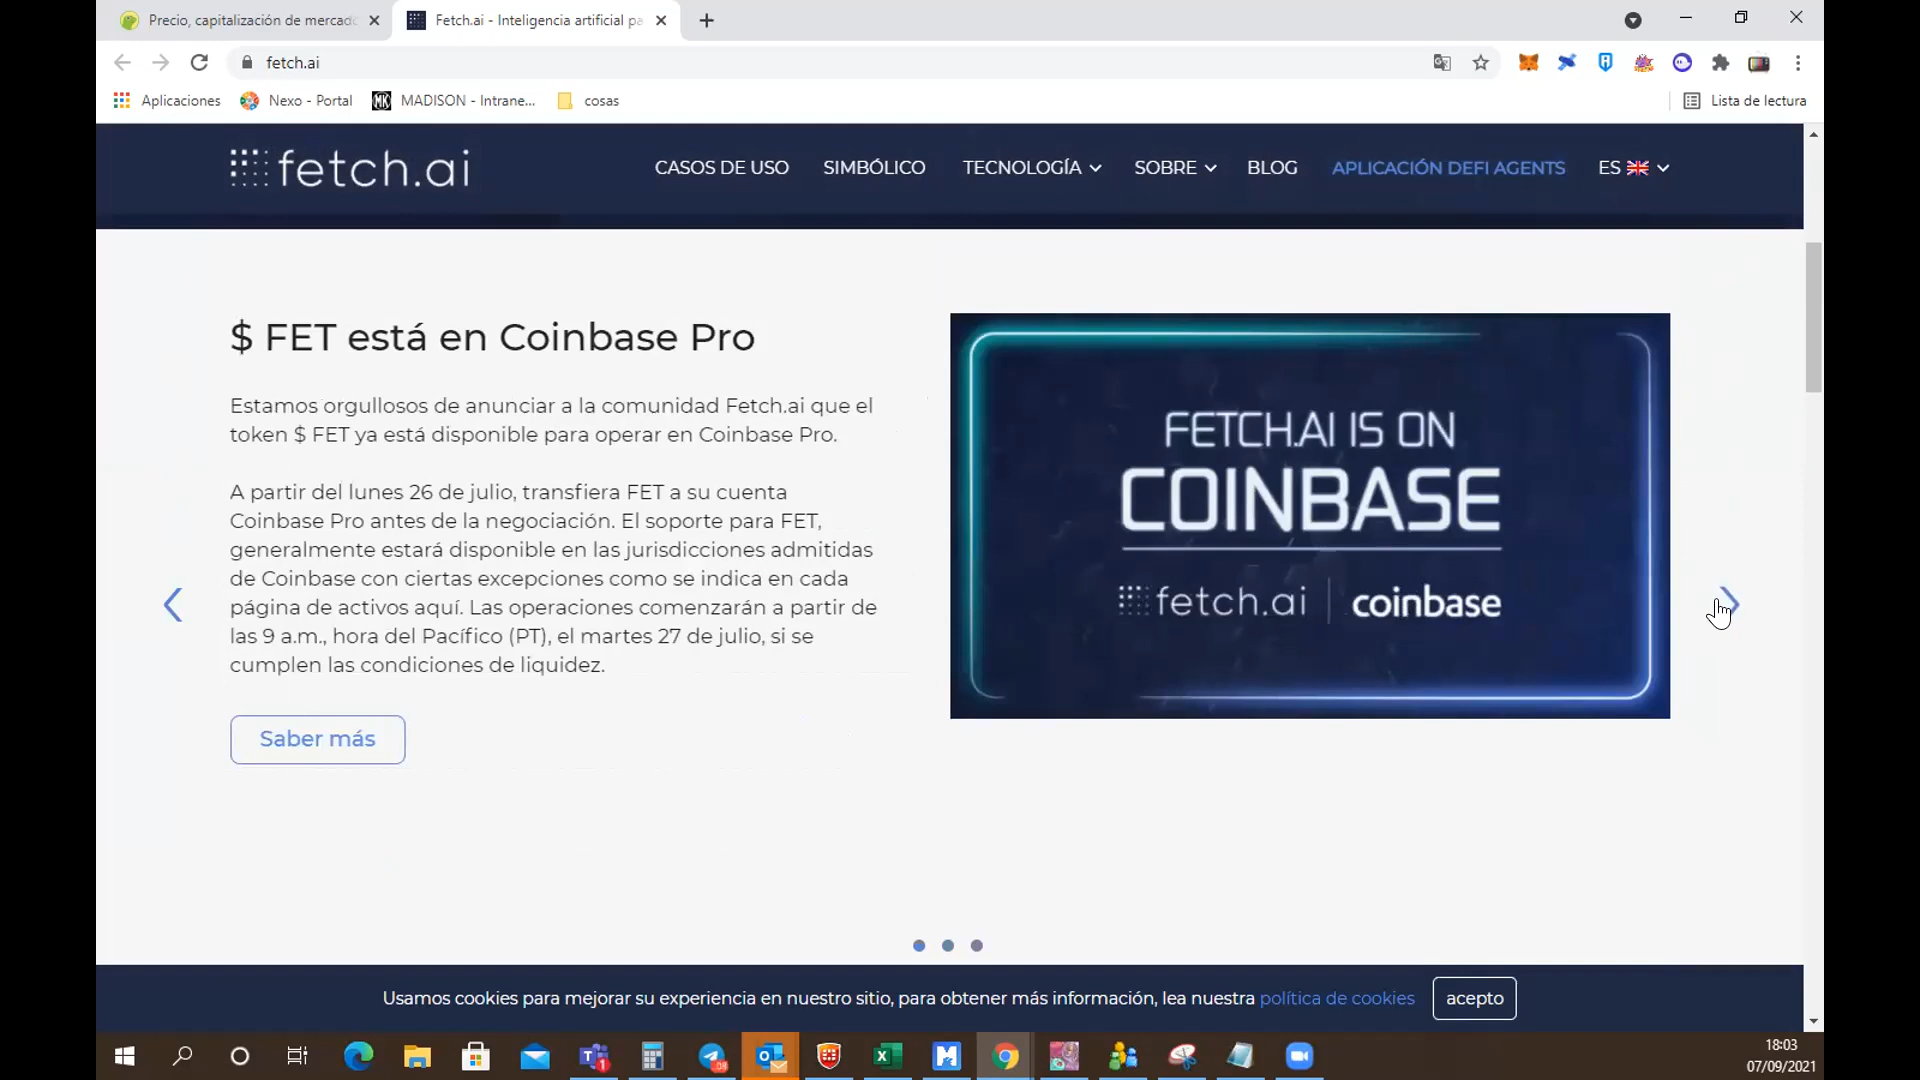 Precio, capitalización de mercado
Fetch.ai - Inteligencia artificial pa
fetch.ai
Aplicaciones
Nexo - Portal
MK
MADISON - Intrane...
cosas
Lista de lectura
fetch.ai
CASOS DE USO
SIMBÓLICO
TECNOLOGÍA
SOBRE
BLOG
APLICACIÓN DEFI AGENTS
ES
$ FET está en Coinbase Pro
Estamos orgullosos de anunciar a la comunidad Fetch.ai que el
token $ FET ya está disponible para operar en Coinbase Pro.
A partir del lunes 26 de julio, transfiera FET a su cuenta
Coinbase Pro antes de la negociación. El soporte para FET,
generalmente estará disponible en las jurisdicciones admitidas
de Coinbase con ciertas excepciones como se indica en cada
página de activos aquí. Las operaciones comenzarán a partir de
las 9 a.m., hora del Pacífico (PT), el martes 27 de julio, si se
cumplen las condiciones de liquidez.
Saber más
FETCH.AI IS ON
COINBASE
fetch.ai | coinbase
Usamos cookies para mejorar su experiencia en nuestro sitio, para obtener más información, lea nuestra política de cookies
acepto
18:03
07/09/2021